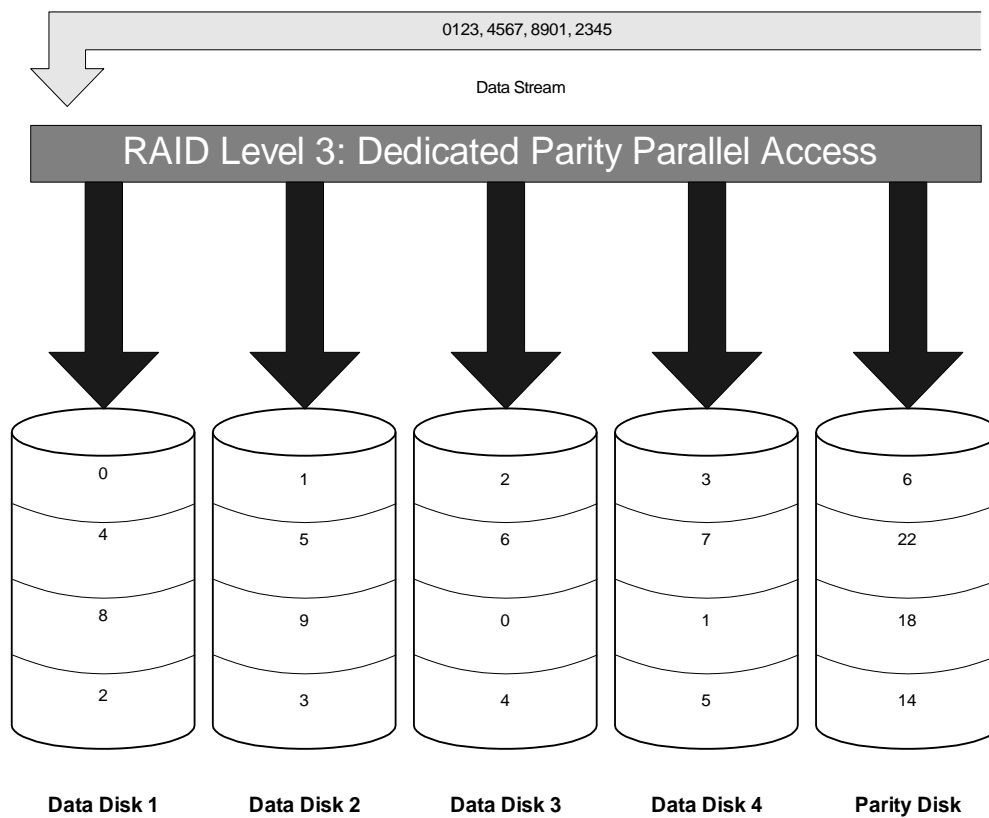 0123, 4567, 8901, 2345
Data Stream
RAID Level 3: Dedicated Parity Parallel Access
0 1 2 3 6
4 5 6 7 22
8 9 0 1 18
2 3 4 5 14
Data Disk 1 Data Disk 2 Data Disk 3 Data Disk 4 Parity Disk